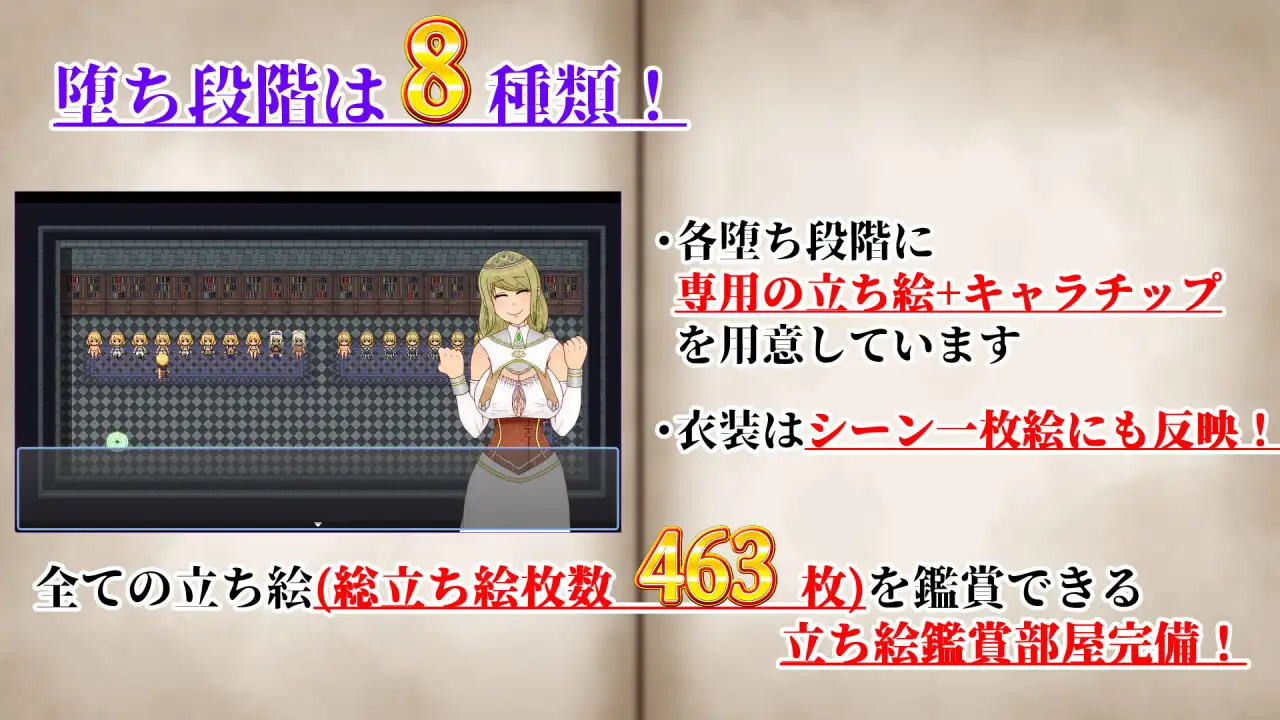 堕ち段階は8種類！
・各堕ち段階に
専用の立ち絵+キャラチップ
を用意しています
・衣装はシーン一枚絵にも反映！
全ての立ち絵(総立ち絵枚数 463 枚)を鑑賞できる
立ち絵鑑賞部屋完備！